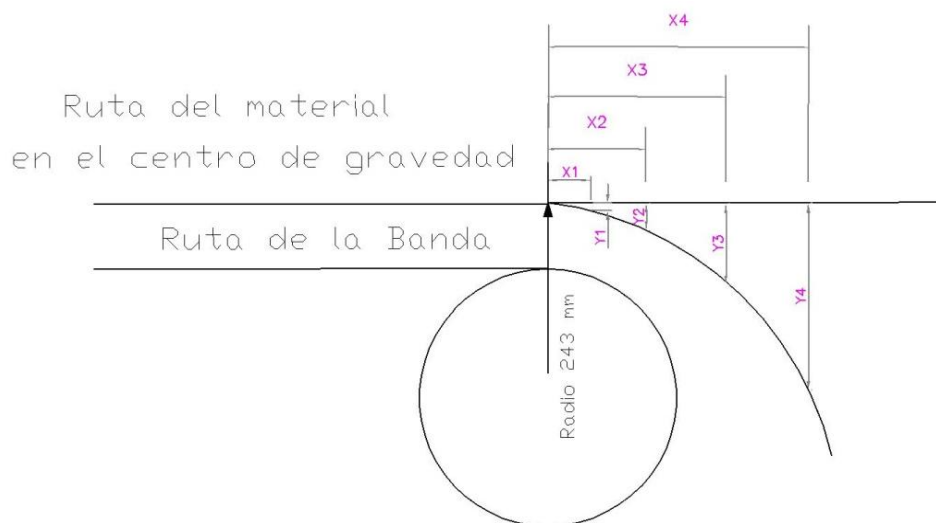 X4
X3
Ruta del material
X2
en el centro de gravedad
X1
Ruta de la Banda
Y1
Y2
Y3
Y4
Radio 243 mm